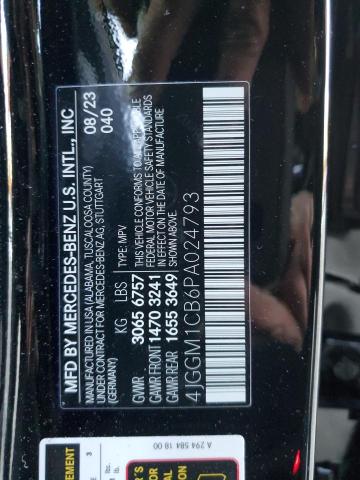 MFD BY MERCEDES-BENZ U.S. INTL., INC
MANUFACTURED IN USA (ALABAMA, TUSCALOOSA COUNTY)
UNDER CONTRACT FOR MERCEDES-BENZ AG, STUTTGART
(GERMANY)
08/23
040
KG LBS TYPE: MPV
GVWR 3065 6757
GAWR FRONT 1470 3241
GAWR REAR 1655 3649
THIS VEHICLE CONFORMS TO ALL APPLICABLE
FEDERAL MOTOR VEHICLE SAFETY STANDARDS
IN EFFECT ON THE DATE OF MANUFACTURE
SHOWN ABOVE.
4JGGM1CB6PA024793
A 294 584 18 00
3
lbs.